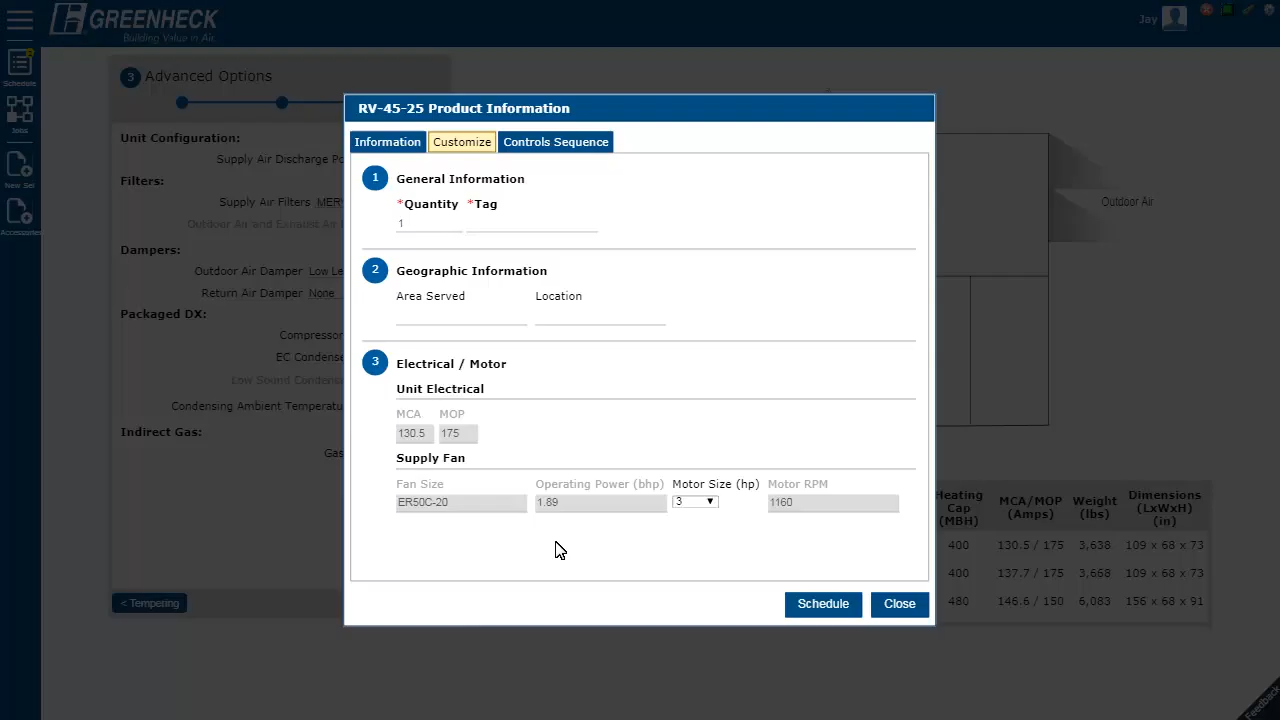 GREENHECK
Building Value in Air.
Jay
Schedule
Jobs
New Sel
Accessories
3 Advanced Options
Unit Configuration:
Supply Air Discharge Po
Filters:
Supply Air Filters MER
Outdoor Air and Exhaust Air
Dampers:
Outdoor Air Damper Low Le
Return Air Damper None
Packaged DX:
Compressor
EC Condense
Low Sound Condens
Condensing Ambient Temperatu
Indirect Gas:
Gas
< Tempering
RV-45-25 Product Information
Information Customize Controls Sequence
1 General Information
*Quantity *Tag
1
2 Geographic Information
Area Served Location
3 Electrical / Motor
Unit Electrical
MCA MOP
130.5 175
Supply Fan
Fan Size Operating Power (bhp) Motor Size (hp) Motor RPM
ER50C-20 1.89 3 1160
Schedule Close
Outdoor Air
Heating Cap (MBH) MCA/MOP (Amps) Weight (lbs) Dimensions (LxWxH) (in)
400 130.5 / 175 3,638 109 x 68 x 73
400 137.7 / 175 3,668 109 x 68 x 73
480 146.6 / 150 6,083 156 x 68 x 91
Feedback